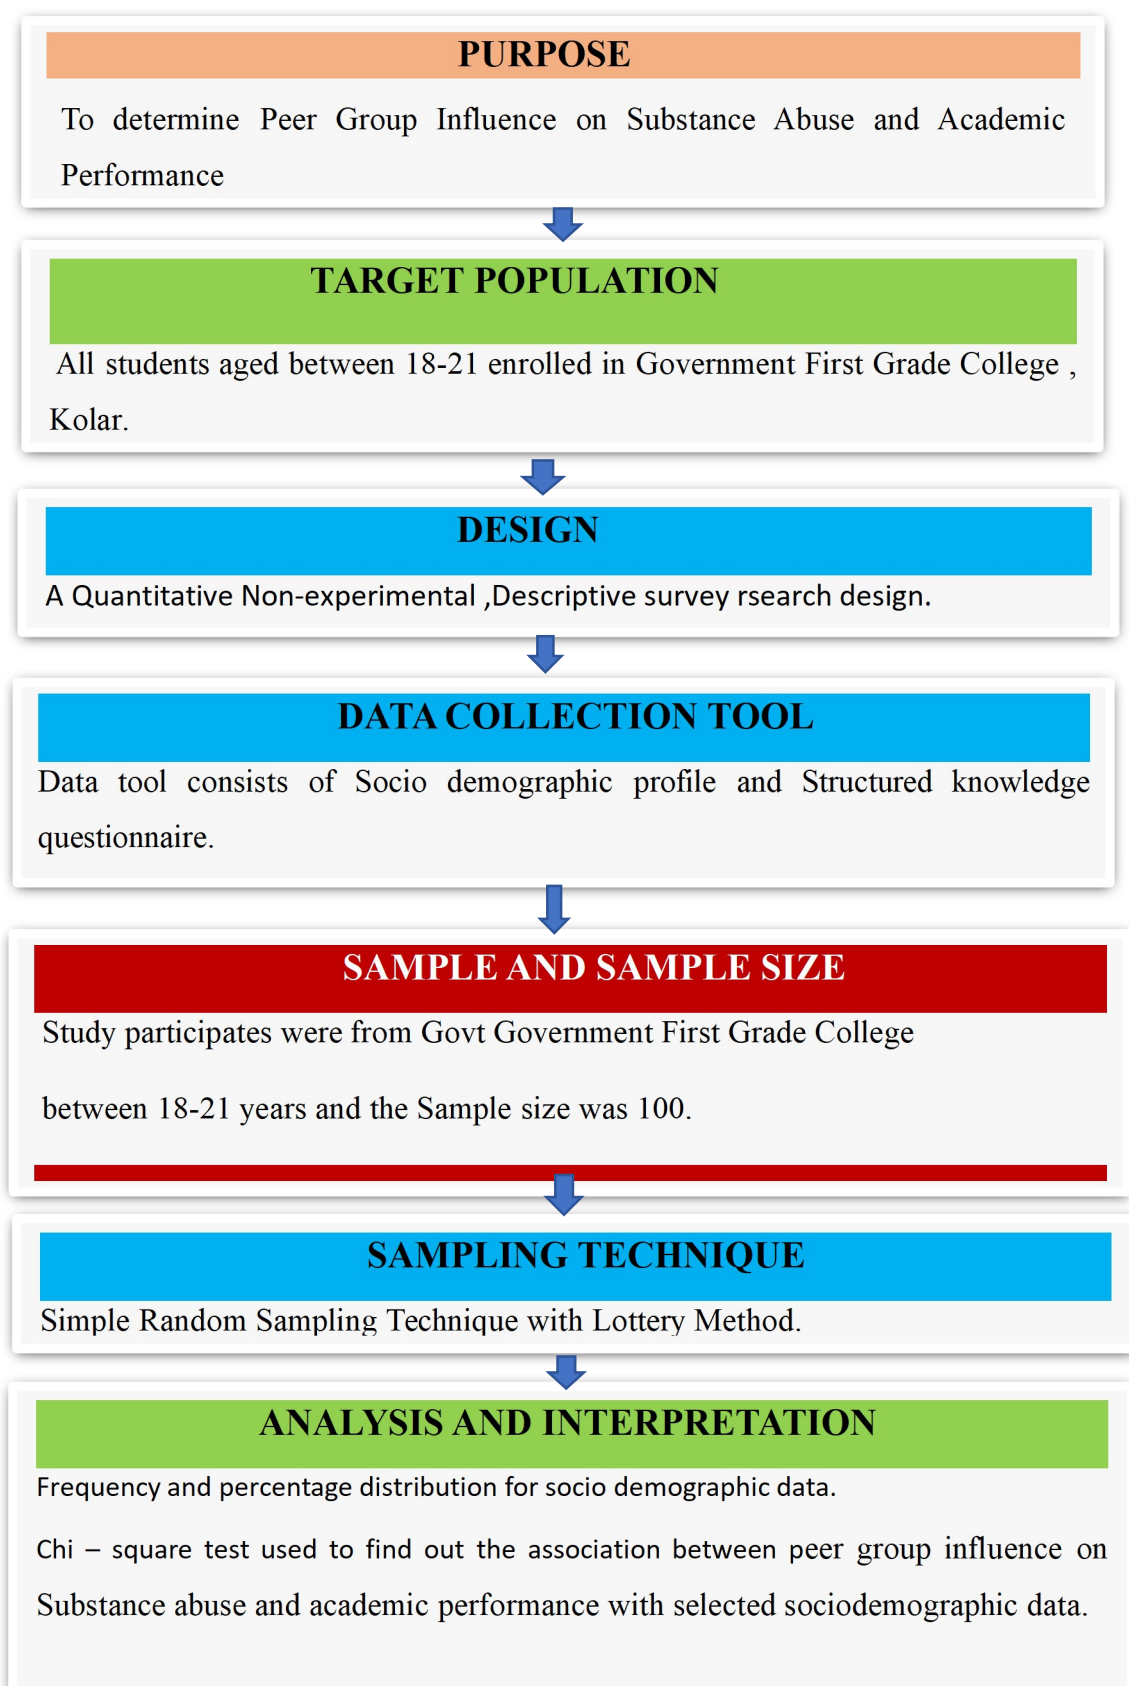 PURPOSE
To determine Peer Group Influence on Substance Abuse and Academic
Performance
TARGET POPULATION
All students aged between 18-21 enrolled in Government First Grade College ,
Kolar.
DESIGN
A Quantitative Non-experimental ,Descriptive survey rsearch design.
DATA COLLECTION TOOL
Data tool consists of Socio demographic profile and Structured knowledge
questionnaire.
SAMPLE AND SAMPLE SIZE
Study participates were from Govt Government First Grade College
between 18-21 years and the Sample size was 100.
SAMPLING TECHNIQUE
Simple Random Sampling Technique with Lottery Method.
ANALYSIS AND INTERPRETATION
Frequency and percentage distribution for socio demographic data.
Chi – square test used to find out the association between peer group influence on
Substance abuse and academic performance with selected sociodemographic data.